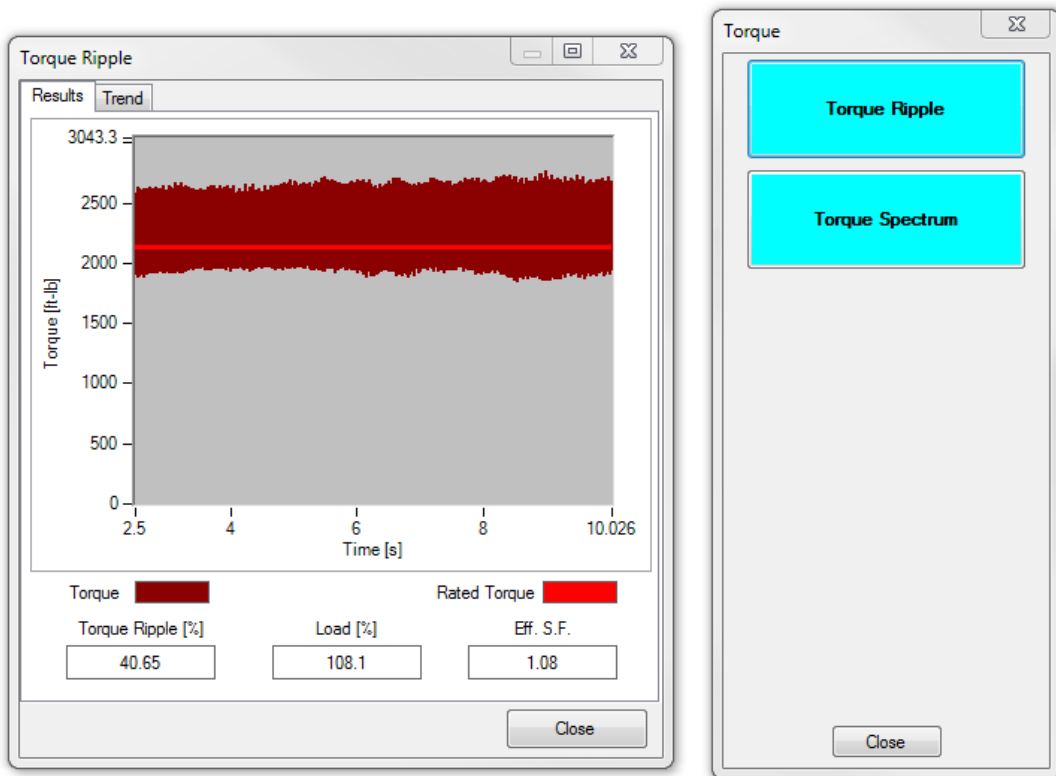 Torque Ripple
Results Trend
3043.3
2500
2000
1500
1000
500
0
Torque [ft-lb]
2.5 4 6 8 10.026
Time [s]
Torque Rated Torque
Torque Ripple [%] Load [%] Eff. S.F.
40.65 108.1 1.08
Close
Torque
Torque Ripple
Torque Spectrum
Close